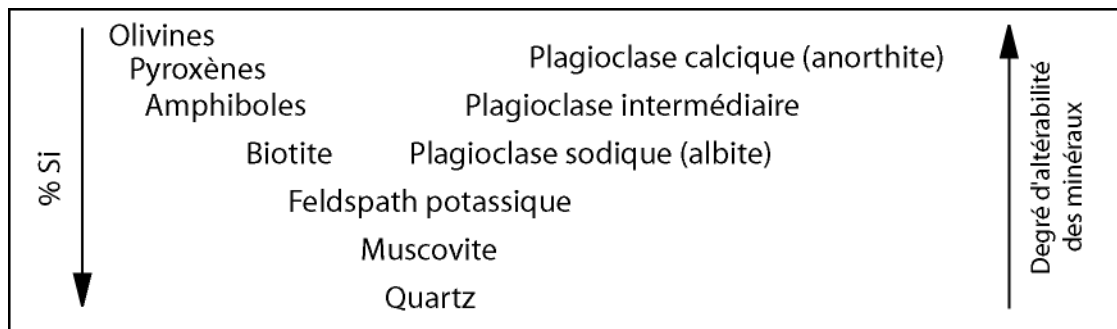 % Si
Olivines
Pyroxènes
Plagioclase calcique (anorthite)
Amphiboles
Plagioclase intermédiaire
Biotite
Plagioclase sodique (albite)
Feldspath potassique
Muscovite
Quartz
Degré d'altérabilité
des minéraux